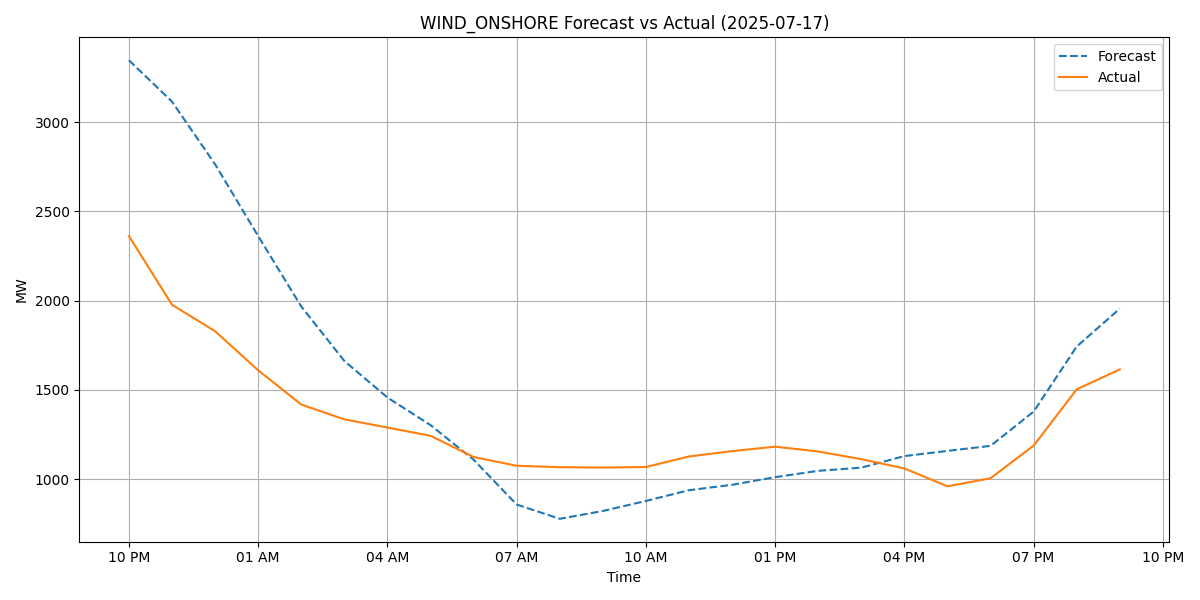 WIND_ONSHORE Forecast vs Actual (2025-07-17)
Forecast
Actual
MW
3000
2500
2000
1500
1000
10 PM 01 AM 04 AM 07 AM 10 AM 01 PM 04 PM 07 PM 10 PM
Time